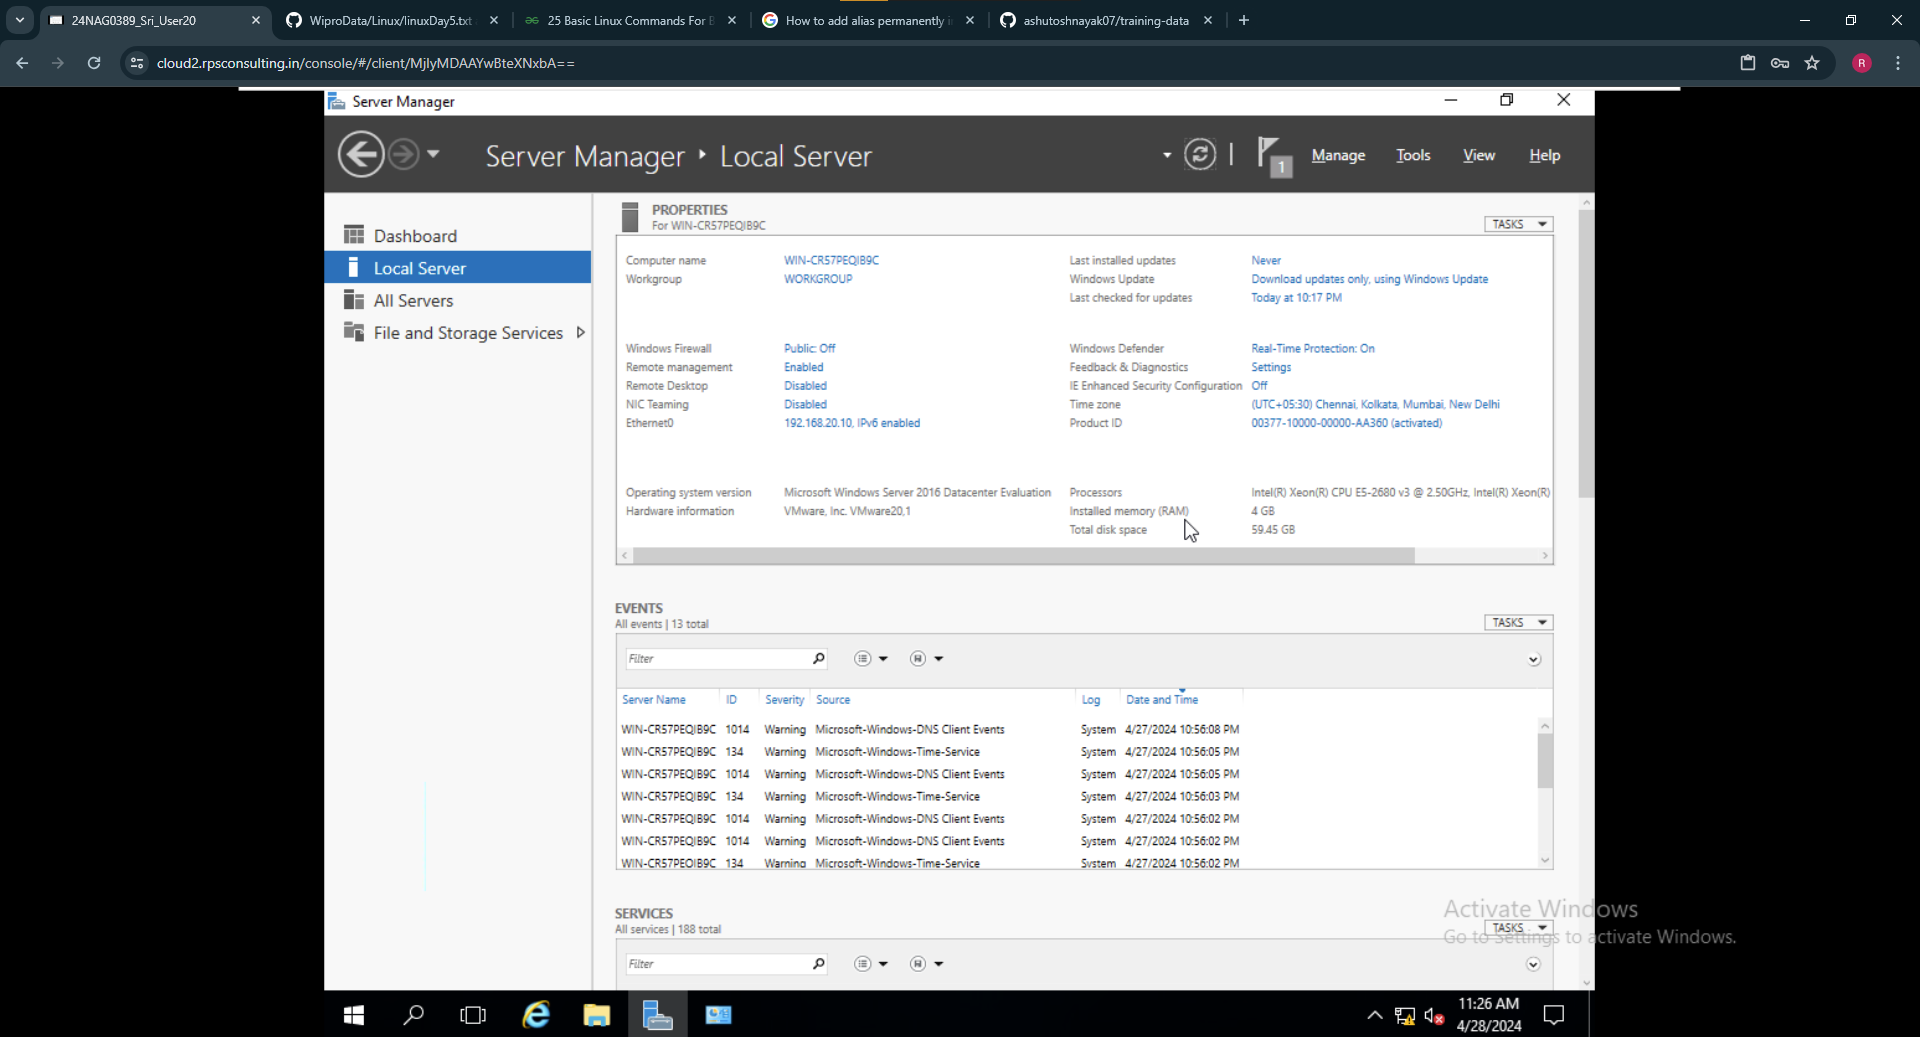 24NAG0389_Sri_User20
WiproData/Linux/linuxDay5.txt
25 Basic Linux Commands For B
How to add alias permanently i
ashutoshnayak07/training-data
cloud2.rpsconsulting.in/console/#/client/MjIyMDAAYwBteXNxbA==
R
Server Manager
Server Manager
Local Server
1
Manage
Tools
View
Help
Dashboard
Local Server
All Servers
File and Storage Services
PROPERTIES
For WIN-CR57PEQIB9C
TASKS
Computer name WIN-CR57PEQIB9C Last installed updates Never
Workgroup WORKGROUP Windows Update Download updates only, using Windows Update
Last checked for updates Today at 10:17 PM
Windows Firewall Public: Off Windows Defender Real-Time Protection: On
Remote management Enabled Feedback & Diagnostics Settings
Remote Desktop Disabled IE Enhanced Security Configuration Off
NIC Teaming Disabled Time zone (UTC+05:30) Chennai, Kolkata, Mumbai, New Delhi
Ethernet0 192.168.20.10, IPv6 enabled Product ID 00377-10000-00000-AA360 (activated)
Operating system version Microsoft Windows Server 2016 Datacenter Evaluation Processors Intel(R) Xeon(R) CPU E5-2680 v3 @ 2.50GHz, Intel(R) Xeon(R)
Hardware information VMware, Inc. VMware20,1 Installed memory (RAM) 4 GB
Total disk space 59.45 GB
EVENTS
All events | 13 total
TASKS
Filter
Server Name ID Severity Source Log Date and Time
WIN-CR57PEQIB9C 1014 Warning Microsoft-Windows-DNS Client Events System 4/27/2024 10:56:08 PM
WIN-CR57PEQIB9C 134 Warning Microsoft-Windows-Time-Service System 4/27/2024 10:56:05 PM
WIN-CR57PEQIB9C 1014 Warning Microsoft-Windows-DNS Client Events System 4/27/2024 10:56:05 PM
WIN-CR57PEQIB9C 134 Warning Microsoft-Windows-Time-Service System 4/27/2024 10:56:03 PM
WIN-CR57PEQIB9C 1014 Warning Microsoft-Windows-DNS Client Events System 4/27/2024 10:56:02 PM
WIN-CR57PEQIB9C 1014 Warning Microsoft-Windows-DNS Client Events System 4/27/2024 10:56:02 PM
WIN-CR57PEQIB9C 134 Warning Microsoft-Windows-Time-Service System 4/27/2024 10:56:02 PM
SERVICES
All services | 188 total
TASKS
Filter
Activate Windows
Go to Settings to activate Windows.
11:26 AM
4/28/2024